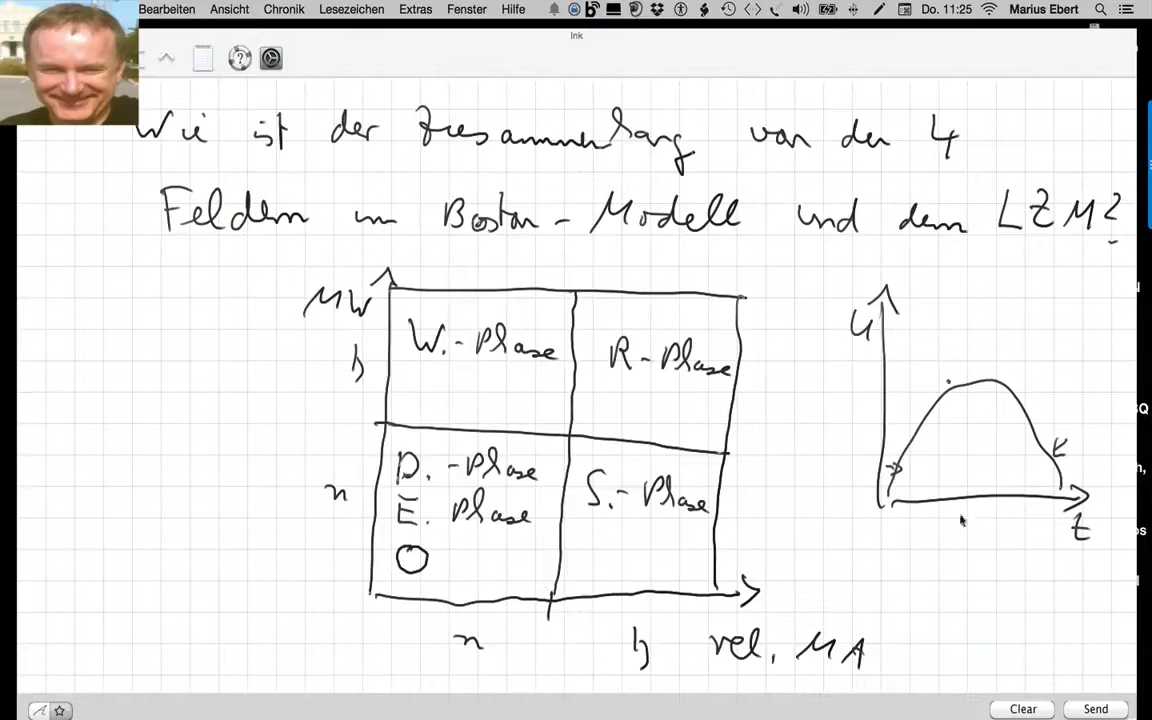 Bearbeiten Ansicht Chronik Lesezeichen Extras Fenster Hilfe Do. 11:25 Marius Ebert
Ink
Wie ist der Zusammenhang von den 4
Feldern im Boston-Modell und dem LZM?
MW
h
W.-Phase
R-Phase
U
D.-Phase
E. Phase
S.-Phase
n
t
n
h
rel. MA
Clear
Send